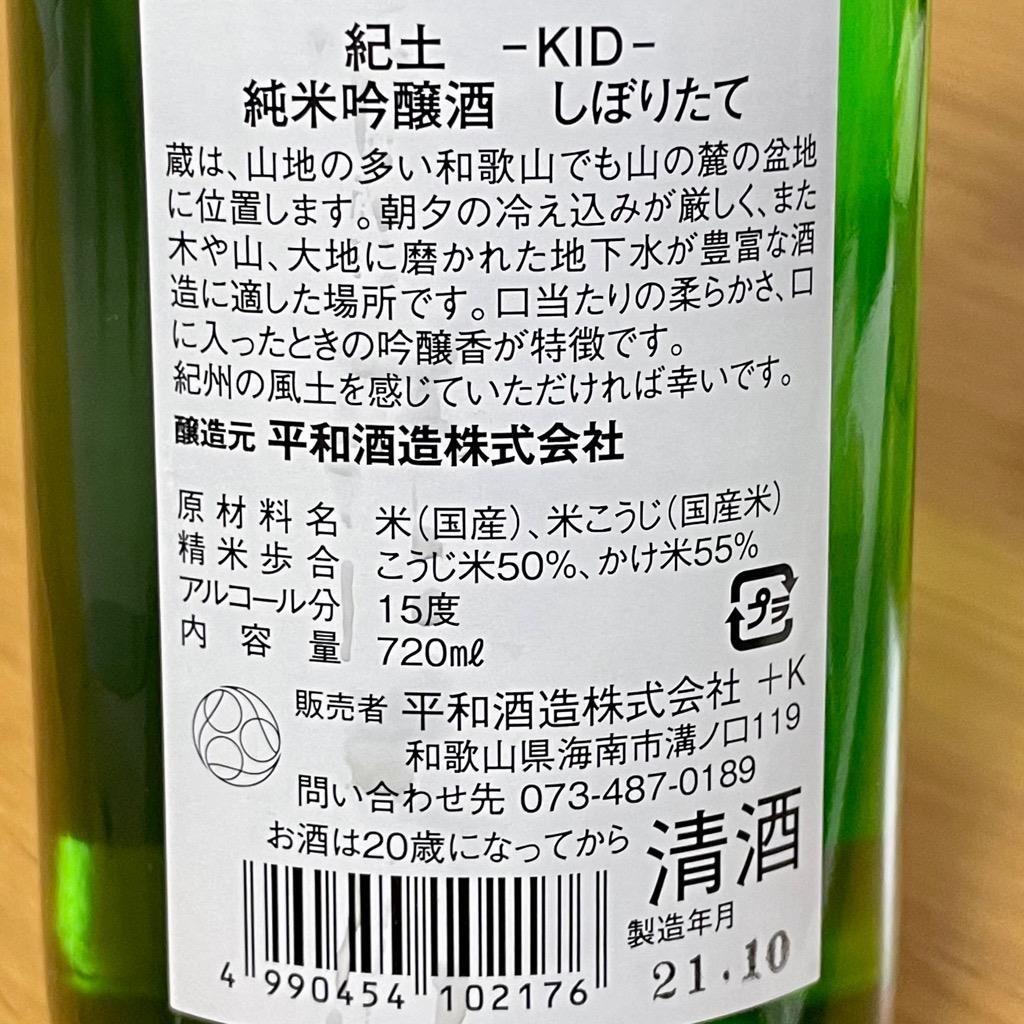 紀土 -KID-
純米吟醸酒 しぼりたて
蔵は、山地の多い和歌山でも山の麓の盆地
に位置します。朝夕の冷え込みが厳しく、また
木や山、大地に磨かれた地下水が豊富な酒
造に適した場所です。口当たりの柔らかさ、口
に入ったときの吟醸香が特徴です。
紀州の風土を感じていただければ幸いです。
醸造元 平和酒造株式会社
原材料名 米(国産)、米こうじ(国産米)
精米歩合 こうじ米50%、かけ米55%
アルコール分 15度
内容量 720㎖
プラ
販売者 平和酒造株式会社 +K
和歌山県海南市溝ノ口119
問い合わせ先 073-487-0189
お酒は20歳になってから
清酒
製造年月
21.10
4 990454 102176